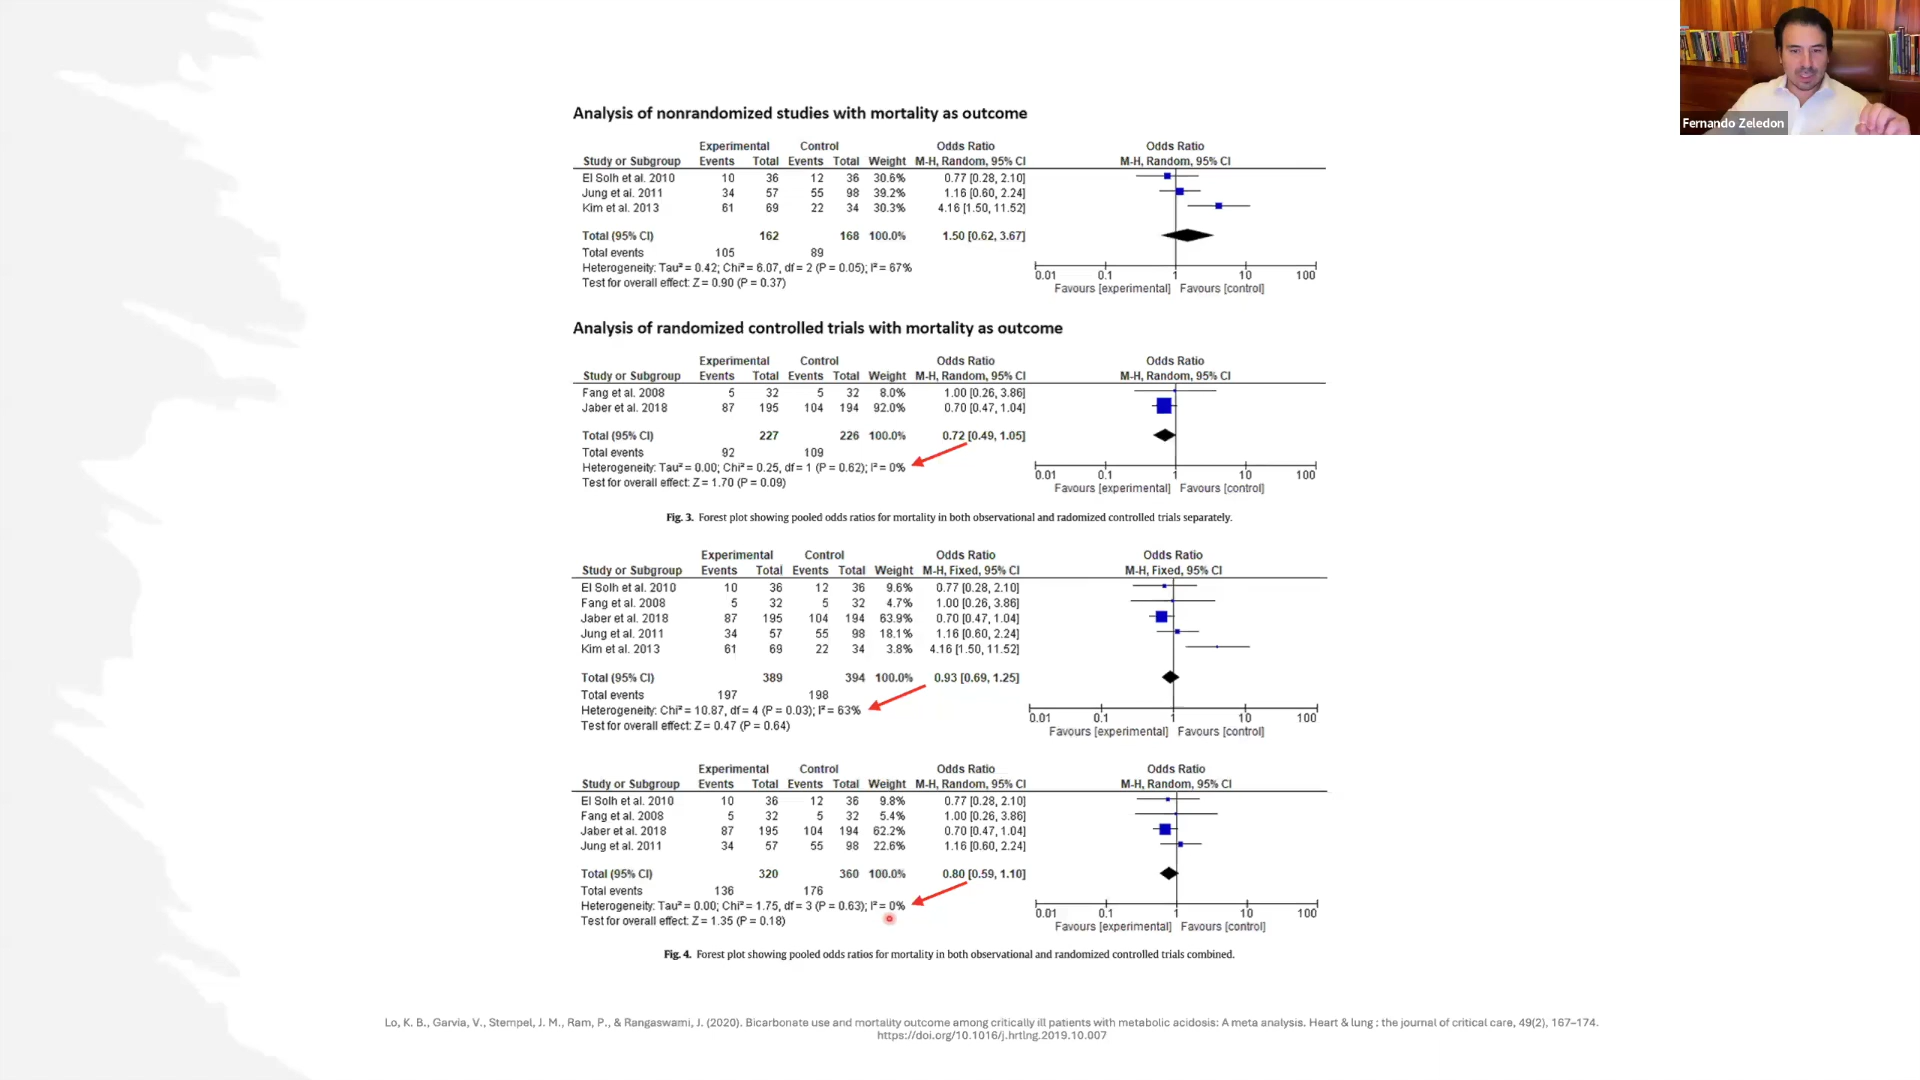 Fernando Zeledon
Analysis of nonrandomized studies with mortality as outcome
Experimental Control Odds Ratio Odds Ratio
Study or Subgroup Events Total Events Total Weight M-H, Random, 95% CI M-H, Random, 95% CI
El Solh et al. 2010 10 36 12 36 30.6% 0.77 [0.28, 2.10]
Jung et al. 2011 34 57 55 98 39.2% 1.16 [0.60, 2.24]
Kim et al. 2013 61 69 22 34 30.3% 4.16 [1.50, 11.52]
Total (95% CI) 162 168 100.0% 1.50 [0.62, 3.67]
Total events 105 89
Heterogeneity: Tau² = 0.42; Chi² = 6.07, df = 2 (P = 0.05); I² = 67%
Test for overall effect: Z = 0.90 (P = 0.37)
0.01 0.1 1 10 100
Favours [experimental] Favours [control]
Analysis of randomized controlled trials with mortality as outcome
Experimental Control Odds Ratio Odds Ratio
Study or Subgroup Events Total Events Total Weight M-H, Random, 95% CI M-H, Random, 95% CI
Fang et al. 2008 5 32 5 32 8.0% 1.00 [0.26, 3.86]
Jaber et al. 2018 87 195 104 194 92.0% 0.70 [0.47, 1.04]
Total (95% CI) 227 226 100.0% 0.72 [0.49, 1.05]
Total events 92 109
Heterogeneity: Tau² = 0.00; Chi² = 0.25, df = 1 (P = 0.62); I² = 0%
Test for overall effect: Z = 1.70 (P = 0.09)
0.01 0.1 1 10 100
Favours [experimental] Favours [control]
Fig. 3. Forest plot showing pooled odds ratios for mortality in both observational and radomized controlled trials separately.
Experimental Control Odds Ratio Odds Ratio
Study or Subgroup Events Total Events Total Weight M-H, Fixed, 95% CI M-H, Fixed, 95% CI
El Solh et al. 2010 10 36 12 36 9.6% 0.77 [0.28, 2.10]
Fang et al. 2008 5 32 5 32 4.7% 1.00 [0.26, 3.86]
Jaber et al. 2018 87 195 104 194 63.9% 0.70 [0.47, 1.04]
Jung et al. 2011 34 57 55 98 18.1% 1.16 [0.60, 2.24]
Kim et al. 2013 61 69 22 34 3.8% 4.16 [1.50, 11.52]
Total (95% CI) 389 394 100.0% 0.93 [0.69, 1.25]
Total events 197 198
Heterogeneity: Chi² = 10.87, df = 4 (P = 0.03); I² = 63%
Test for overall effect: Z = 0.47 (P = 0.64)
0.01 0.1 1 10 100
Favours [experimental] Favours [control]
Experimental Control Odds Ratio Odds Ratio
Study or Subgroup Events Total Events Total Weight M-H, Random, 95% CI M-H, Random, 95% CI
El Solh et al. 2010 10 36 12 36 9.8% 0.77 [0.28, 2.10]
Fang et al. 2008 5 32 5 32 5.4% 1.00 [0.26, 3.86]
Jaber et al. 2018 87 195 104 194 62.2% 0.70 [0.47, 1.04]
Jung et al. 2011 34 57 55 98 22.6% 1.16 [0.60, 2.24]
Total (95% CI) 320 360 100.0% 0.80 [0.59, 1.10]
Total events 136 176
Heterogeneity: Tau² = 0.00; Chi² = 1.75, df = 3 (P = 0.63); I² = 0%
Test for overall effect: Z = 1.35 (P = 0.18)
0.01 0.1 1 10 100
Favours [experimental] Favours [control]
Fig. 4. Forest plot showing pooled odds ratios for mortality in both observational and randomized controlled trials combined.
Lo, K. B., Garvia, V., Stempel, J. M., Ram, P., & Rangaswami, J. (2020). Bicarbonate use and mortality outcome among critically ill patients with metabolic acidosis: A meta analysis. Heart & lung : the journal of critical care, 49(2), 167–174.
https://doi.org/10.1016/j.hrtlng.2019.10.007